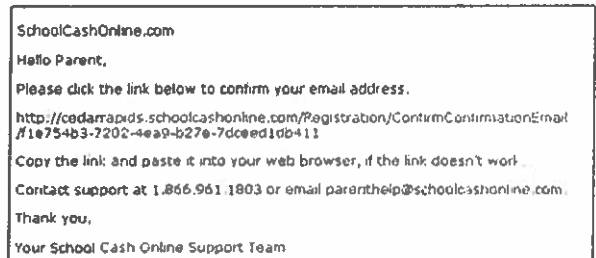 SchoolCashOnline.com
Hello Parent,
Please click the link below to confirm your email address.
http://cedarrapids.schoolcashonline.com/Registration/ConfirmConfirmationEmail
/f1e754b3-7202-4ea9-b27e-7dceed1db411
Copy the link and paste it into your web browser, if the link doesn't work
Contact support at 1.866.961.1803 or email parenthelp@schoolcashonline.com.
Thank you,
Your School Cash Online Support Team